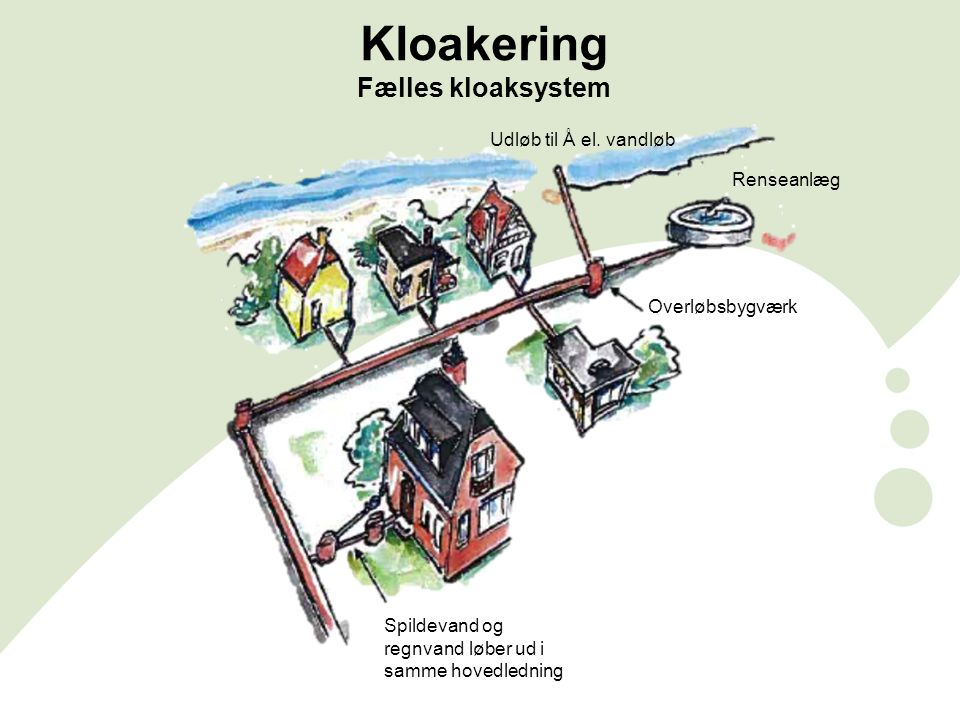 Kloakering
Fælles kloaksystem
Udløb til Å el. vandløb
Renseanlæg
Overløbsbygværk
Spildevand og
regnvand løber ud i
samme hovedledning